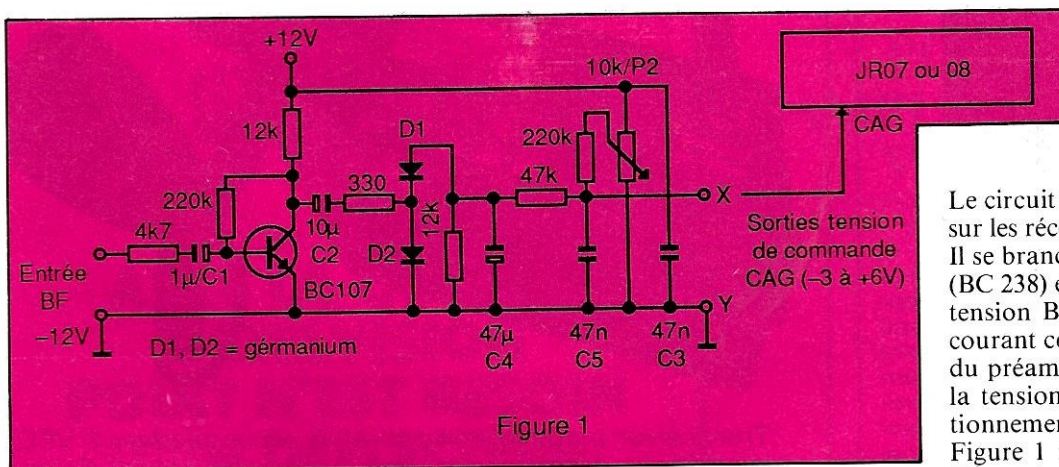 +12V
10k/P2
JR07 ou 08
CAG
12k
D1
220k
220k
47k
X
4k7
330
10µ
C2
12k
D2
Entrée
BF
1µ/C1
BC107
Sorties tension
de commande
CAG (–3 à +6V)
–12V
Y
D1, D2 = gérmanium
47µ
C4
47n
C5
47n
C3
Figure 1
Le circuit
sur les réc
Il se branc
(BC 238) e
tension B
courant co
du préam
la tension
tionnemen
Figure 1